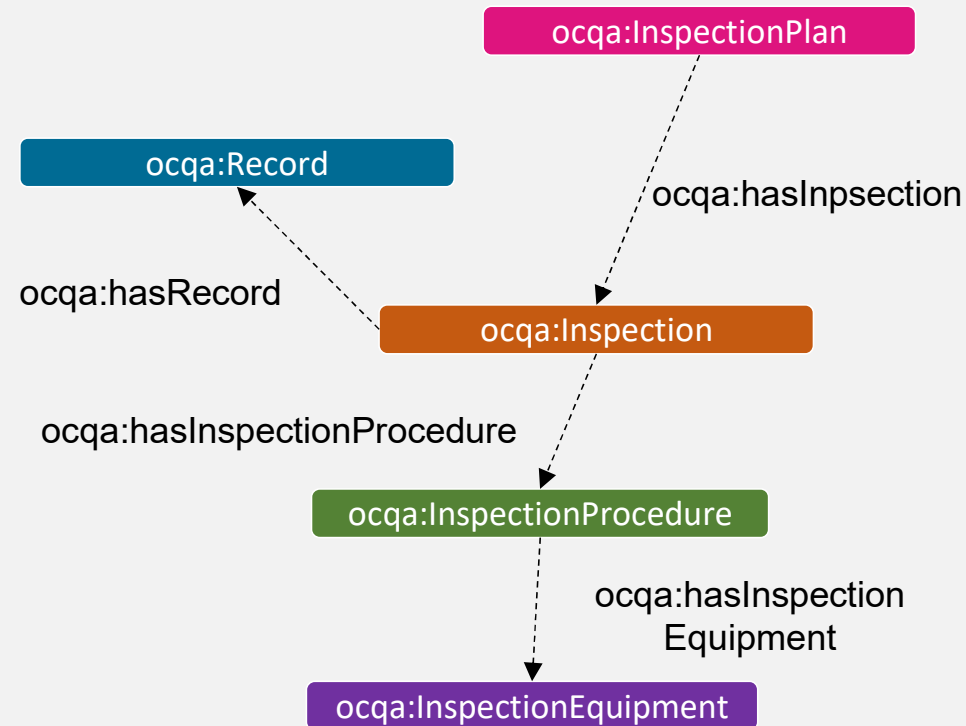 ocqa:InspectionPlan
ocqa:Record
ocqa:hasInpsection
ocqa:hasRecord
ocqa:Inspection
ocqa:hasInspectionProcedure
ocqa:InspectionProcedure
ocqa:hasInspection
Equipment
ocqa:InspectionEquipment